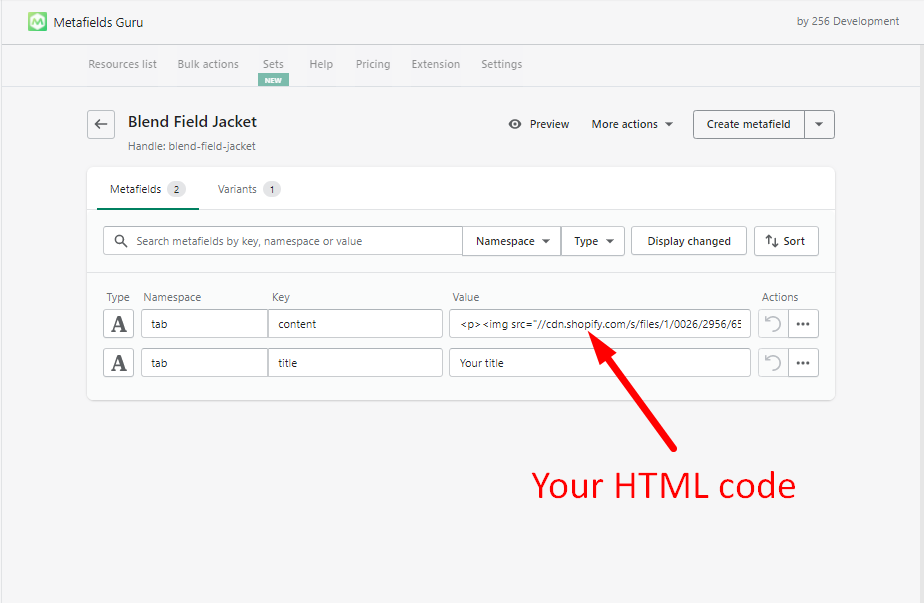 Metafields Guru
by 256 Development
Resources list Bulk actions Sets Help Pricing Extension Settings
NEW
Blend Field Jacket
Handle: blend-field-jacket
Preview More actions Create metafield
Metafields 2 Variants 1
Search metafields by key, namespace or value Namespace Type Display changed Sort
Type Namespace Key Value Actions
A tab content <p><img src="//cdn.shopify.com/s/files/1/0026/2956/65
A tab title Your title
Your HTML code